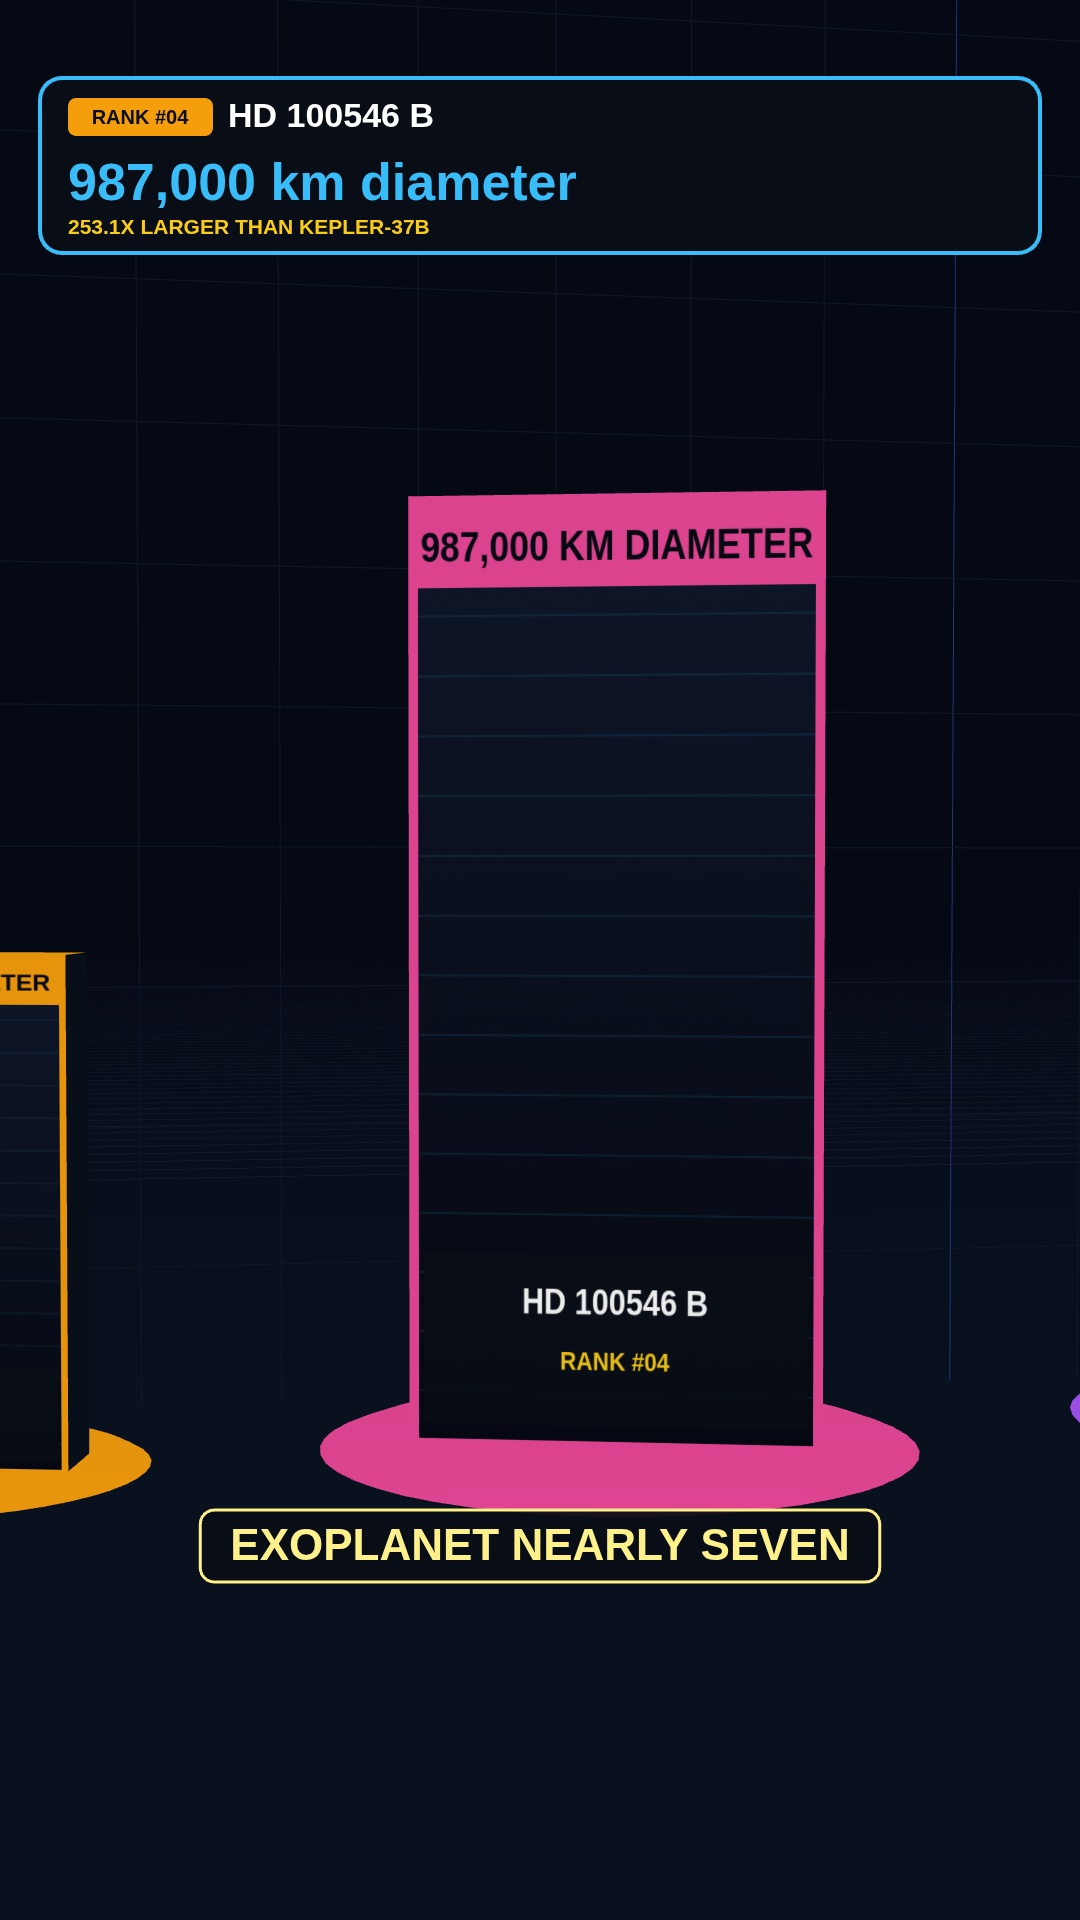 RANK #04 HD 100546 B
987,000 km diameter
253.1X LARGER THAN KEPLER-37B
987,000 KM DIAMETER
HD 100546 B
RANK #04
EXOPLANET NEARLY SEVEN